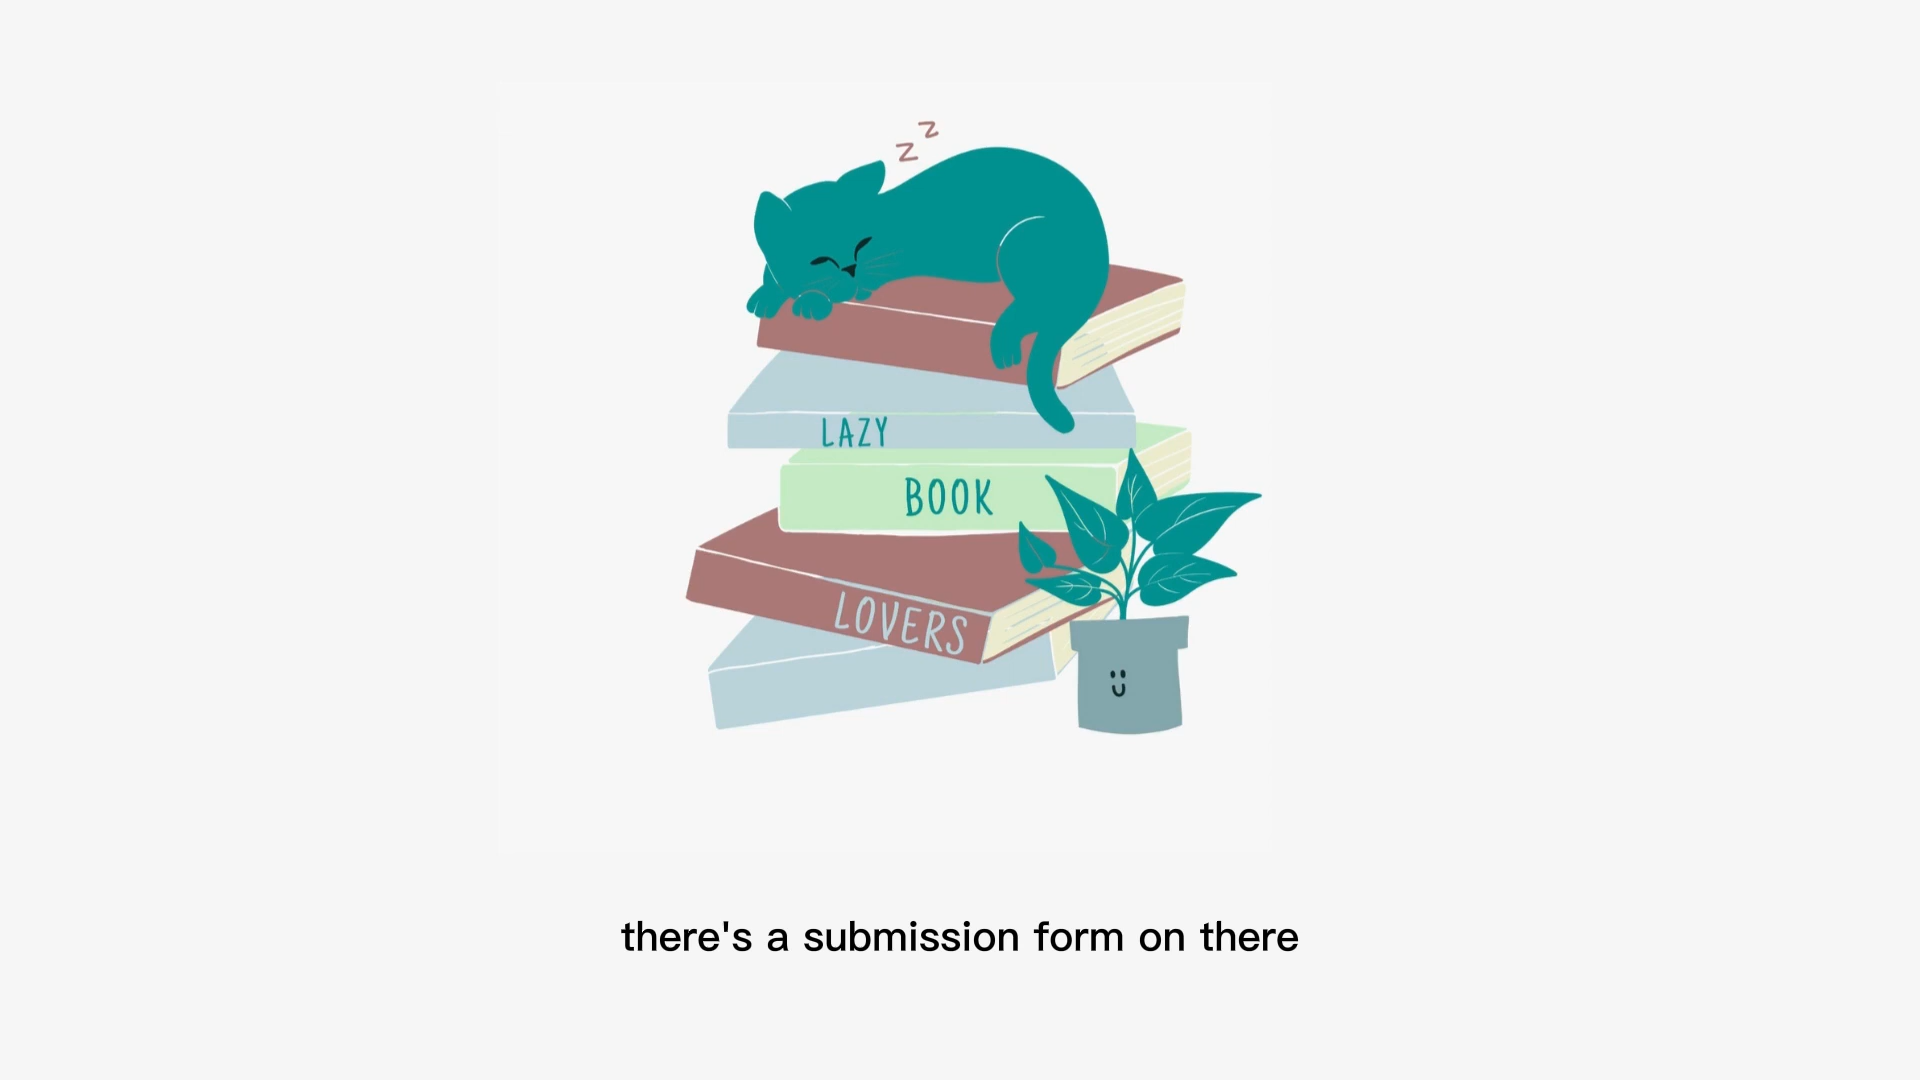 z
z
LAZY
BOOK
LOVERS
there's a submission form on there